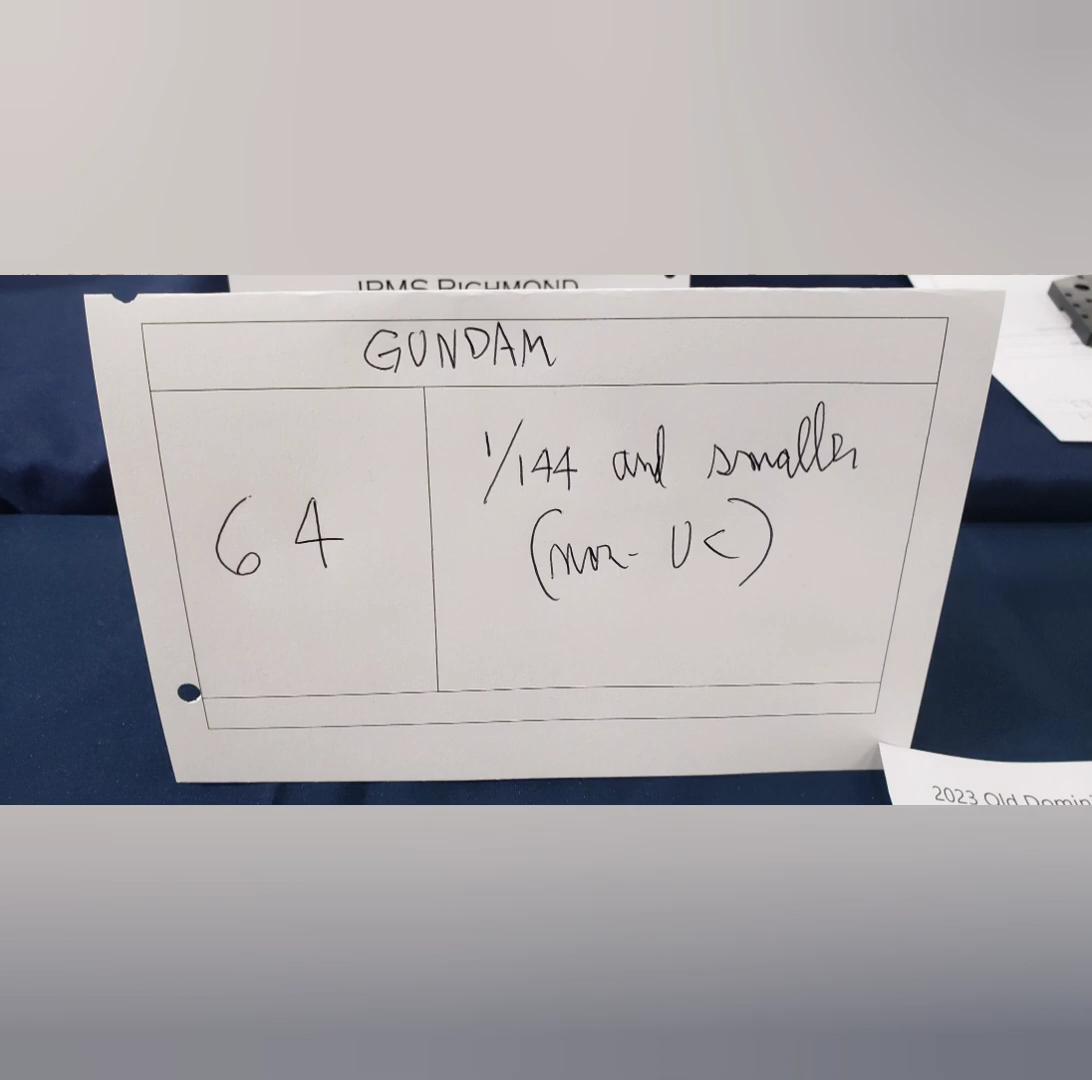 IPMS RICHMOND
GUNDAM
64
1/144 and smaller
(non-UC)
2023 Old Domin